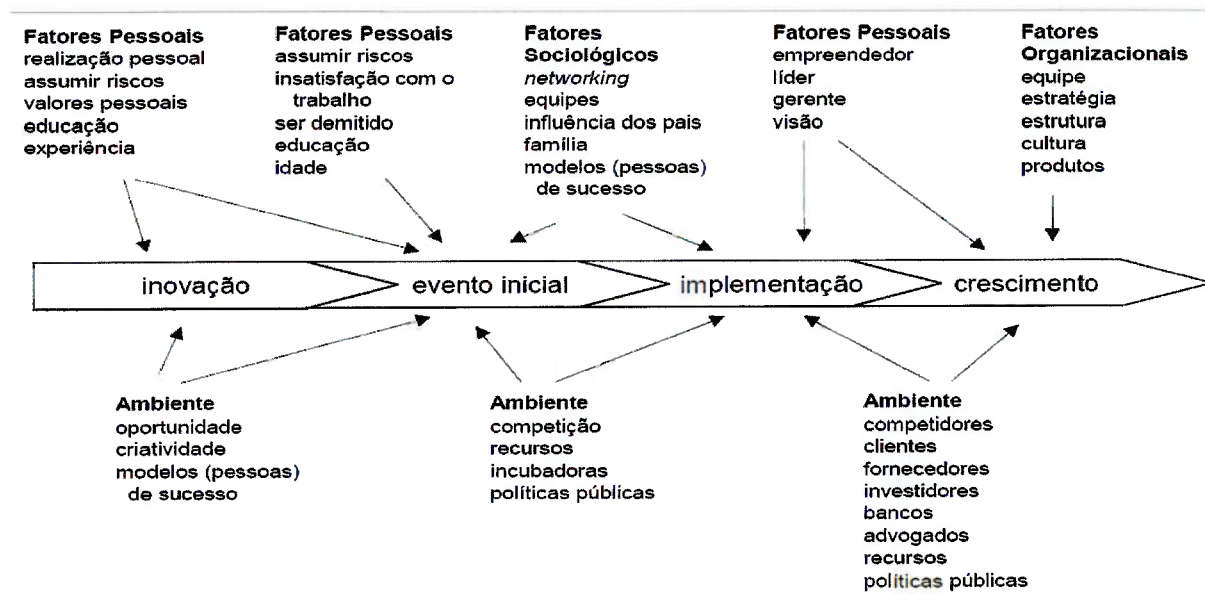 Fatores Pessoais
realização pessoal
assumir riscos
valores pessoais
educação
experiência
Fatores Pessoais
assumir riscos
insatisfação com o
trabalho
ser demitido
educação
idade
Fatores
Sociológicos
networking
equipes
influência dos pais
família
modelos (pessoas)
de sucesso
Fatores Pessoais
empreendedor
líder
gerente
visão
Fatores
Organizacionais
equipe
estratégia
estrutura
cultura
produtos
inovação
evento inicial
implementação
crescimento
Ambiente
oportunidade
criatividade
modelos (pessoas)
de sucesso
Ambiente
competição
recursos
incubadoras
políticas públicas
Ambiente
competidores
clientes
fornecedores
investidores
bancos
advogados
recursos
políticas públicas